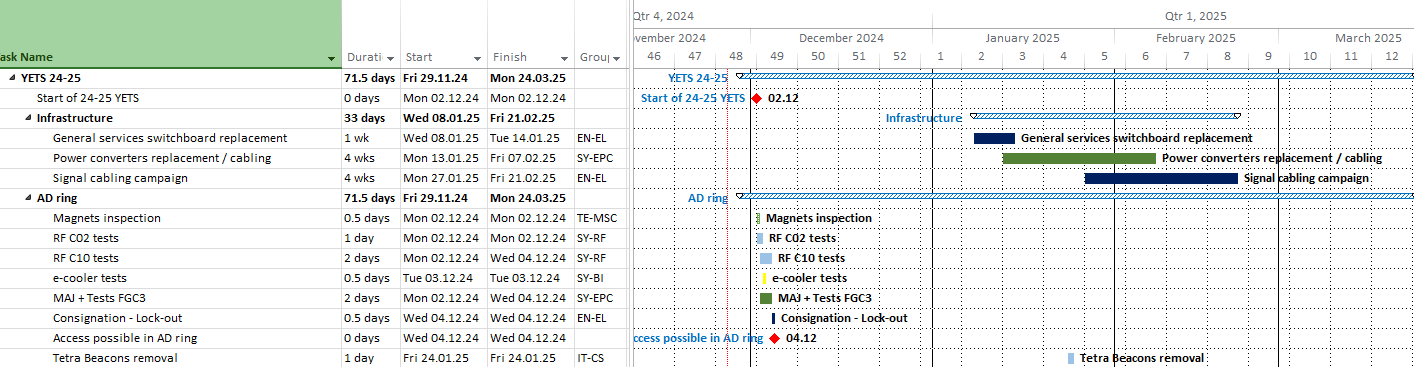 Qtr 4, 2024 Qtr 1, 2025
vember 2024 December 2024 January 2025 February 2025 March 2025
ask Name Durati Start Finish Grou 46 47 48 49 50 51 52 1 2 3 4 5 6 7 8 9 10 11 12
YETS 24-25 71.5 days Fri 29.11.24 Mon 24.03.25 YETS 24-25
Start of 24-25 YETS 0 days Mon 02.12.24 Mon 02.12.24 Start of 24-25 YETS 02.12
Infrastructure 33 days Wed 08.01.25 Fri 21.02.25 Infrastructure
General services switchboard replacement 1 wk Wed 08.01.25 Tue 14.01.25 EN-EL General services switchboard replacement
Power converters replacement / cabling 4 wks Mon 13.01.25 Fri 07.02.25 SY-EPC Power converters replacement / cabling
Signal cabling campaign 4 wks Mon 27.01.25 Fri 21.02.25 EN-EL Signal cabling campaign
AD ring 71.5 days Fri 29.11.24 Mon 24.03.25 AD ring
Magnets inspection 0.5 days Mon 02.12.24 Mon 02.12.24 TE-MSC Magnets inspection
RF C02 tests 1 day Mon 02.12.24 Mon 02.12.24 SY-RF RF C02 tests
RF C10 tests 2 days Mon 02.12.24 Wed 04.12.24 SY-RF RF C10 tests
e-cooler tests 0.5 days Tue 03.12.24 Tue 03.12.24 SY-BI e-cooler tests
MAJ + Tests FGC3 2 days Mon 02.12.24 Wed 04.12.24 SY-EPC MAJ + Tests FGC3
Consignation - Lock-out 0.5 days Wed 04.12.24 Wed 04.12.24 EN-EL Consignation - Lock-out
Access possible in AD ring 0 days Wed 04.12.24 Wed 04.12.24 ccess possible in AD ring 04.12
Tetra Beacons removal 1 day Fri 24.01.25 Fri 24.01.25 IT-CS Tetra Beacons removal